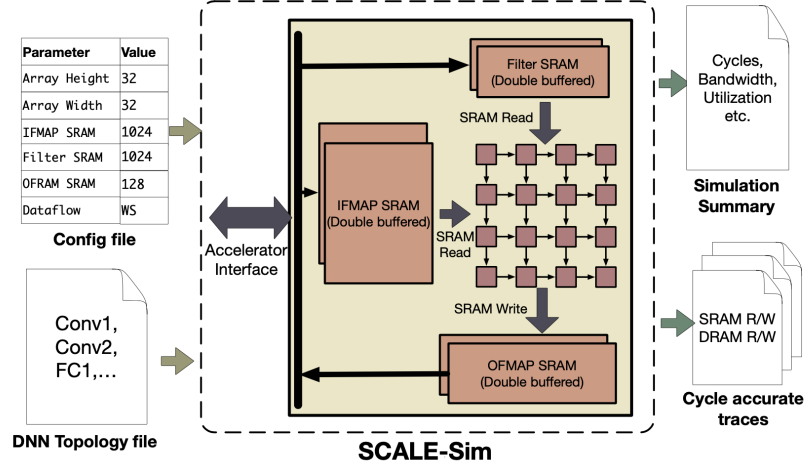 Parameter Value
Array Height 32
Array Width 32
IFMAP SRAM 1024
Filter SRAM 1024
OFRAM SRAM 128
Dataflow WS
Config file
Conv1,
Conv2,
FC1,...
DNN Topology file
Accelerator
Interface
Filter SRAM
(Double buffered)
SRAM Read
IFMAP SRAM
(Double buffered)
SRAM
Read
SRAM Write
OFMAP SRAM
(Double buffered)
SCALE-Sim
Cycles,
Bandwidth,
Utilization
etc.
Simulation
Summary
SRAM R/W
DRAM R/W
Cycle accurate
traces